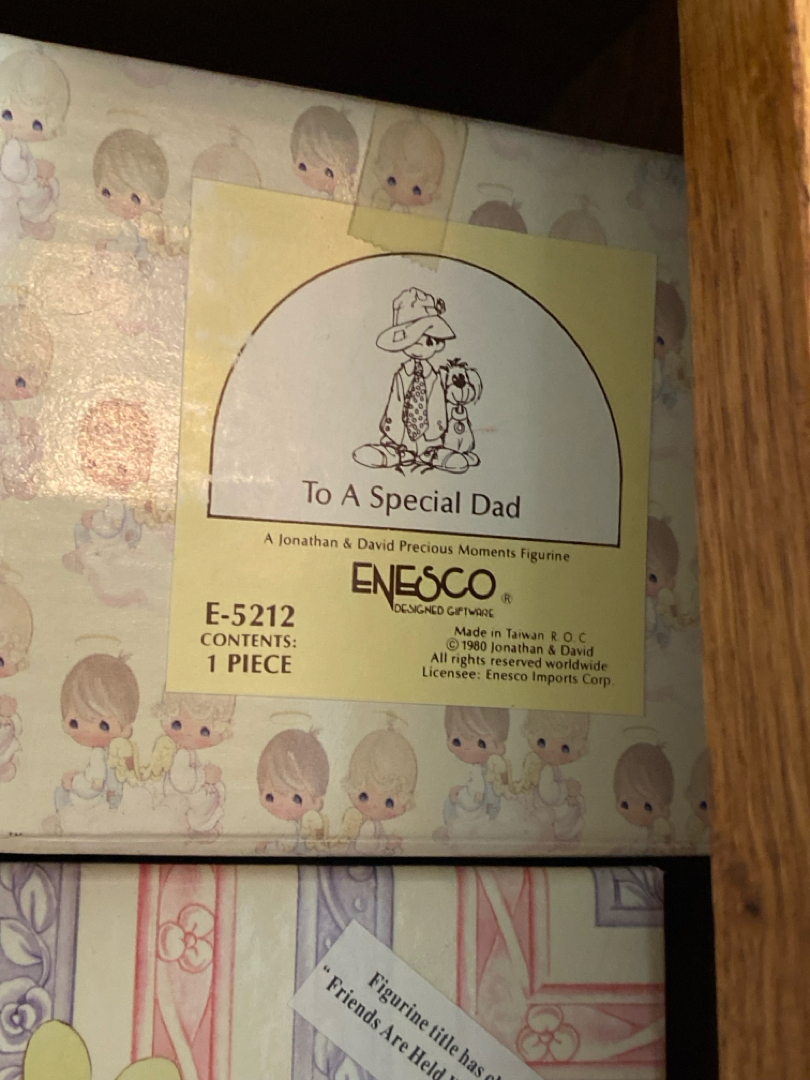 To A Special Dad
A Jonathan & David Precious Moments Figurine
ENESCO ®
DESIGNED GIFTWARE
E-5212
CONTENTS:
1 PIECE
Made in Taiwan R. O. C
© 1980 Jonathan & David
All rights reserved worldwide
Licensee: Enesco Imports Corp.
Figurine title has
"Friends Are Held